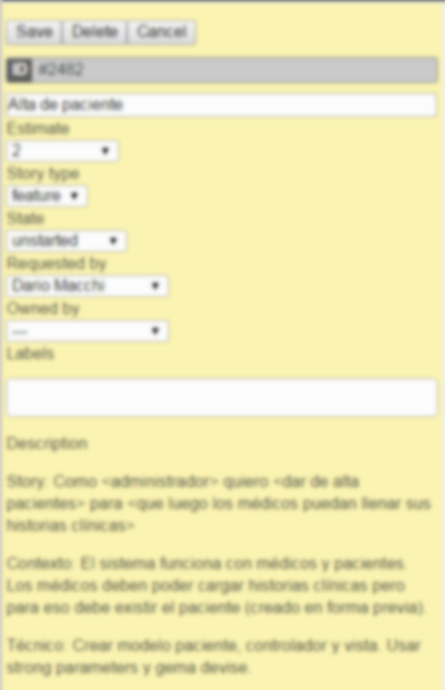 Save Delete Cancel
#2482
Alta de paciente
Estimate
2
Story type
feature
State
unstarted
Requested by
Dario Macchi
Owned by
---
Labels
Description
Story: Como <administrador> quiero <dar de alta
pacientes> para <que luego los médicos puedan llenar sus
historias clínicas>
Contexto: El sistema funciona con médicos y pacientes.
Los médicos deben poder cargar historias clínicas pero
para eso debe existir el paciente (creado en forma previa).
Técnico: Crear modelo paciente, controlador y vista. Usar
strong parameters y gema devise.